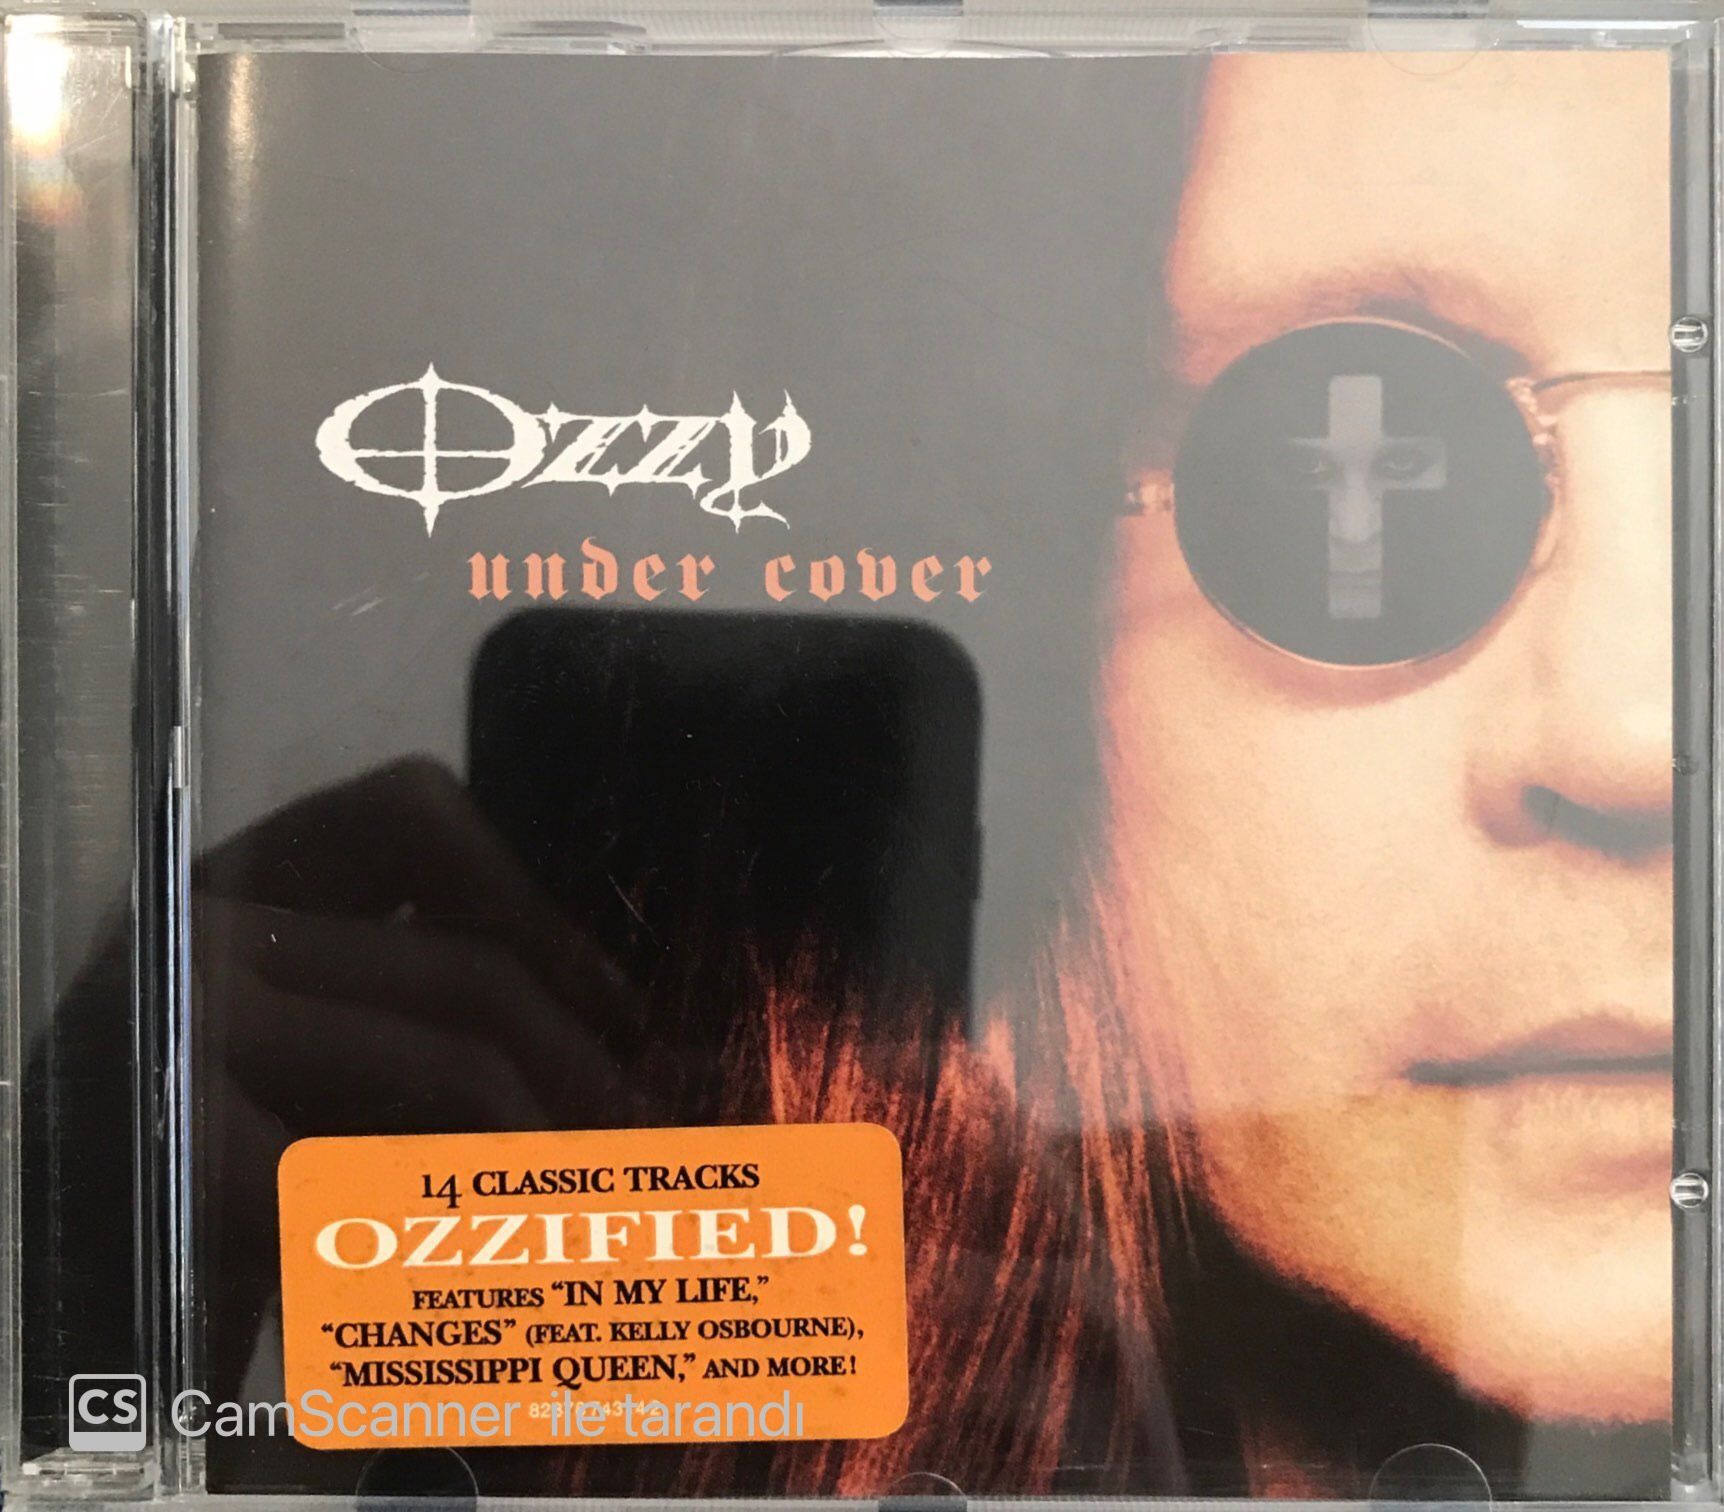 Ozzy
under cover
14 CLASSIC TRACKS
OZZIFIED!
FEATURES “IN MY LIFE,”
“CHANGES” (FEAT. KELLY OSBOURNE),
“MISSISSIPPI QUEEN,” AND MORE!
CS CamScanner ile tarandı